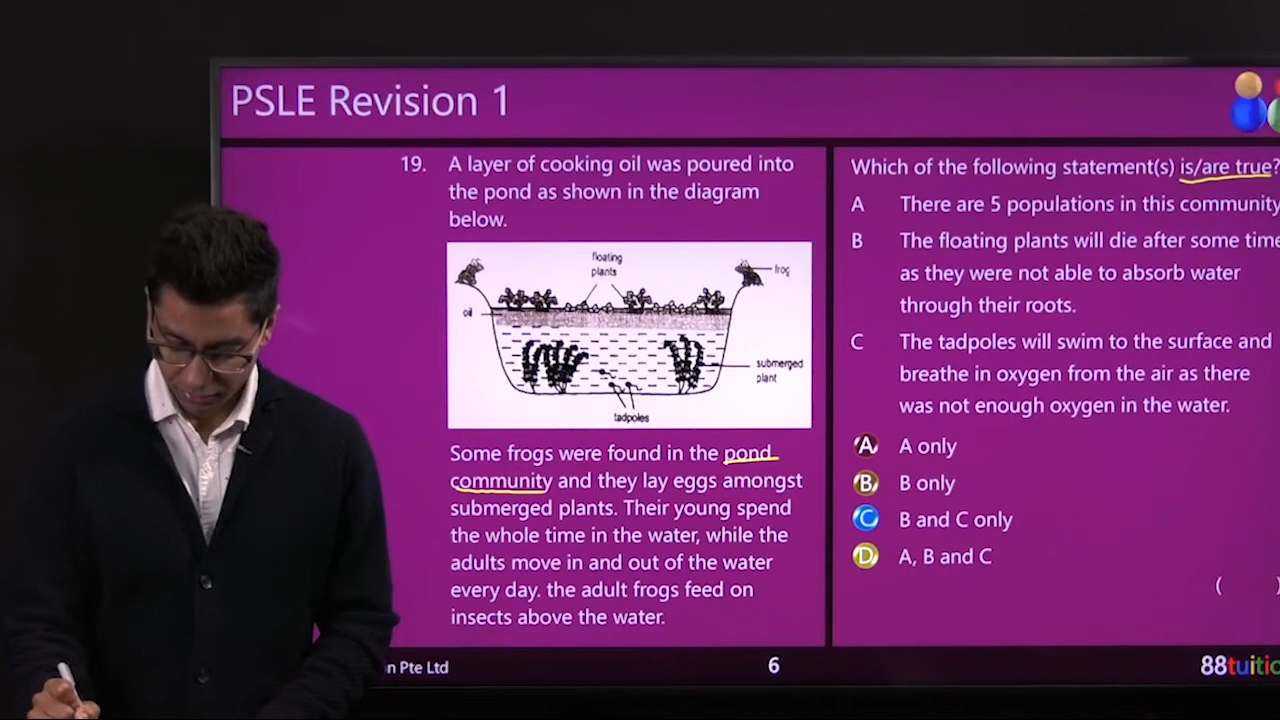 PSLE Revision 1
19. A layer of cooking oil was poured into
the pond as shown in the diagram
below.
floating
plants
frog
oil
submerged
plant
tadpoles
Some frogs were found in the pond
community and they lay eggs amongst
submerged plants. Their young spend
the whole time in the water, while the
adults move in and out of the water
every day. the adult frogs feed on
insects above the water.
Which of the following statement(s) is/are true?
A There are 5 populations in this community
B The floating plants will die after some time
as they were not able to absorb water
through their roots.
C The tadpoles will swim to the surface and
breathe in oxygen from the air as there
was not enough oxygen in the water.
A A only
B B only
C B and C only
D A, B and C
( )
n Pte Ltd
6
88tuitio